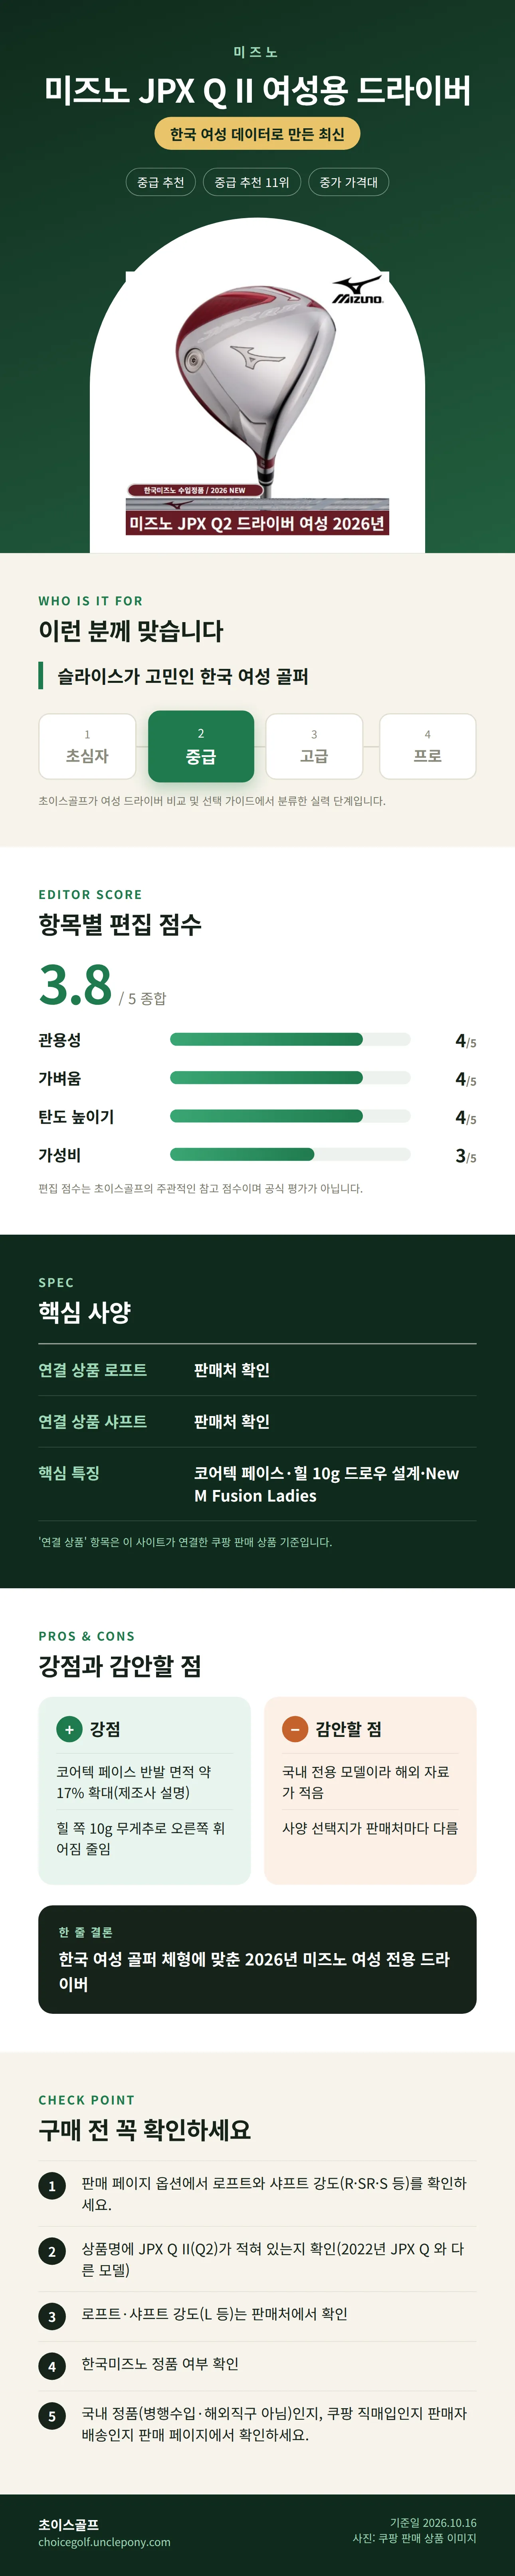 미즈노
미즈노 JPX Q II 여성용 드라이버
한국 여성 데이터로 만든 최신
중급 추천
중급 추천 11위
중가 가격대
MIZUNO
한국미즈노 수입정품 / 2026 NEW
미즈노 JPX Q2 드라이버 여성 2026년
WHO IS IT FOR
이런 분께 맞습니다
슬라이스가 고민인 한국 여성 골퍼
1
초심자
2
중급
3
고급
4
프로
초이스골프가 여성 드라이버 비교 및 선택 가이드에서 분류한 실력 단계입니다.
EDITOR SCORE
항목별 편집 점수
3.8 / 5 종합
관용성 4/5
가벼움 4/5
탄도 높이기 4/5
가성비 3/5
편집 점수는 초이스골프의 주관적인 참고 점수이며 공식 평가가 아닙니다.
SPEC
핵심 사양
연결 상품 로프트 판매처 확인
연결 상품 샤프트 판매처 확인
핵심 특징 코어텍 페이스·힐 10g 드로우 설계·New
M Fusion Ladies
'연결 상품' 항목은 이 사이트가 연결한 쿠팡 판매 상품 기준입니다.
PROS & CONS
강점과 감안할 점
+ 강점
코어텍 페이스 반발 면적 약
17% 확대(제조사 설명)
힐 쪽 10g 무게추로 오른쪽 휘
어짐 줄임
− 감안할 점
국내 전용 모델이라 해외 자료
가 적음
사양 선택지가 판매처마다 다름
한 줄 결론
한국 여성 골퍼 체형에 맞춘 2026년 미즈노 여성 전용 드라
이버
CHECK POINT
구매 전 꼭 확인하세요
1 판매 페이지 옵션에서 로프트와 샤프트 강도(R·SR·S 등)를 확인하
세요.
2 상품명에 JPX Q II(Q2)가 적혀 있는지 확인(2022년 JPX Q 와 다
른 모델)
3 로프트·샤프트 강도(L 등)는 판매처에서 확인
4 한국미즈노 정품 여부 확인
5 국내 정품(병행수입·해외직구 아님)인지, 쿠팡 직매입인지 판매자
배송인지 판매 페이지에서 확인하세요.
초이스골프
choicegolf.unclepony.com
기준일 2026.10.16
사진: 쿠팡 판매 상품 이미지